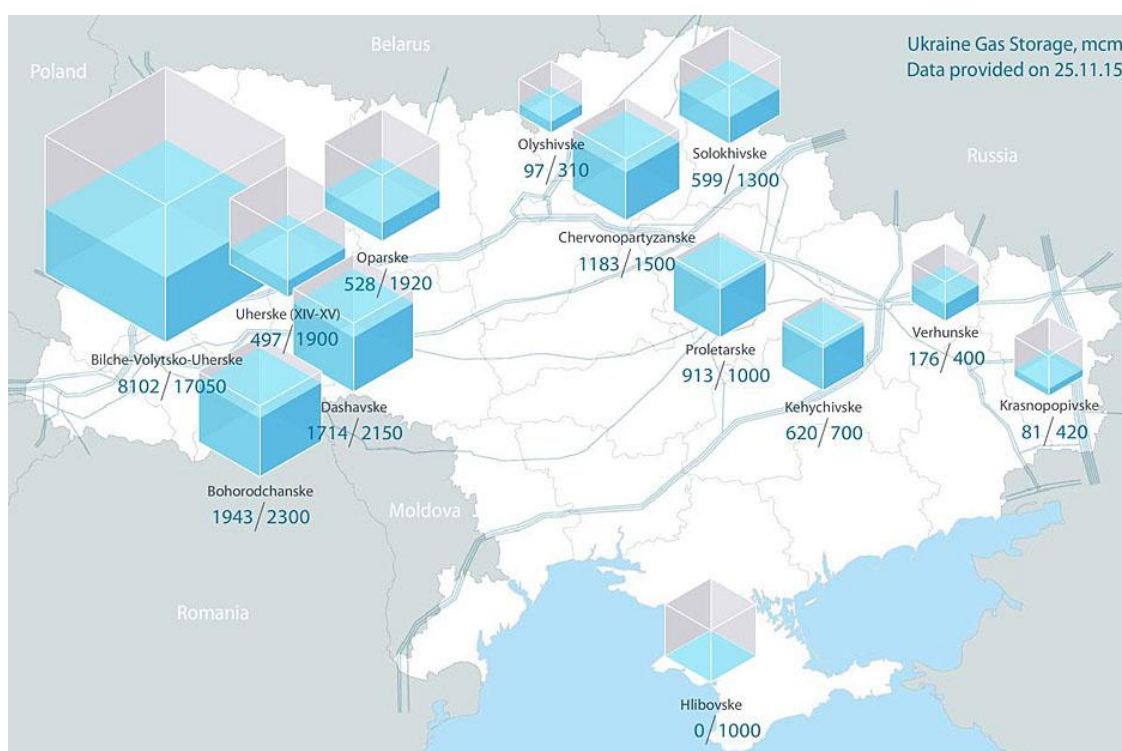 Ukraine Gas Storage, mcm
Data provided on 25.11.15
Belarus
Poland
Russia
Olyshivske
97/310
Solokhivske
599/1300
Chervonopartyzanske
1183/1500
Oparske
528/1920
Uherske (XIV-XV)
497/1900
Bilche-Volytsko-Uherske
8102/17050
Dashavske
1714/2150
Bohorodchanske
1943/2300
Proletarske
913/1000
Kehychivske
620/700
Verhunske
176/400
Krasnopopivske
81/420
Moldova
Romania
Hlibovske
0/1000